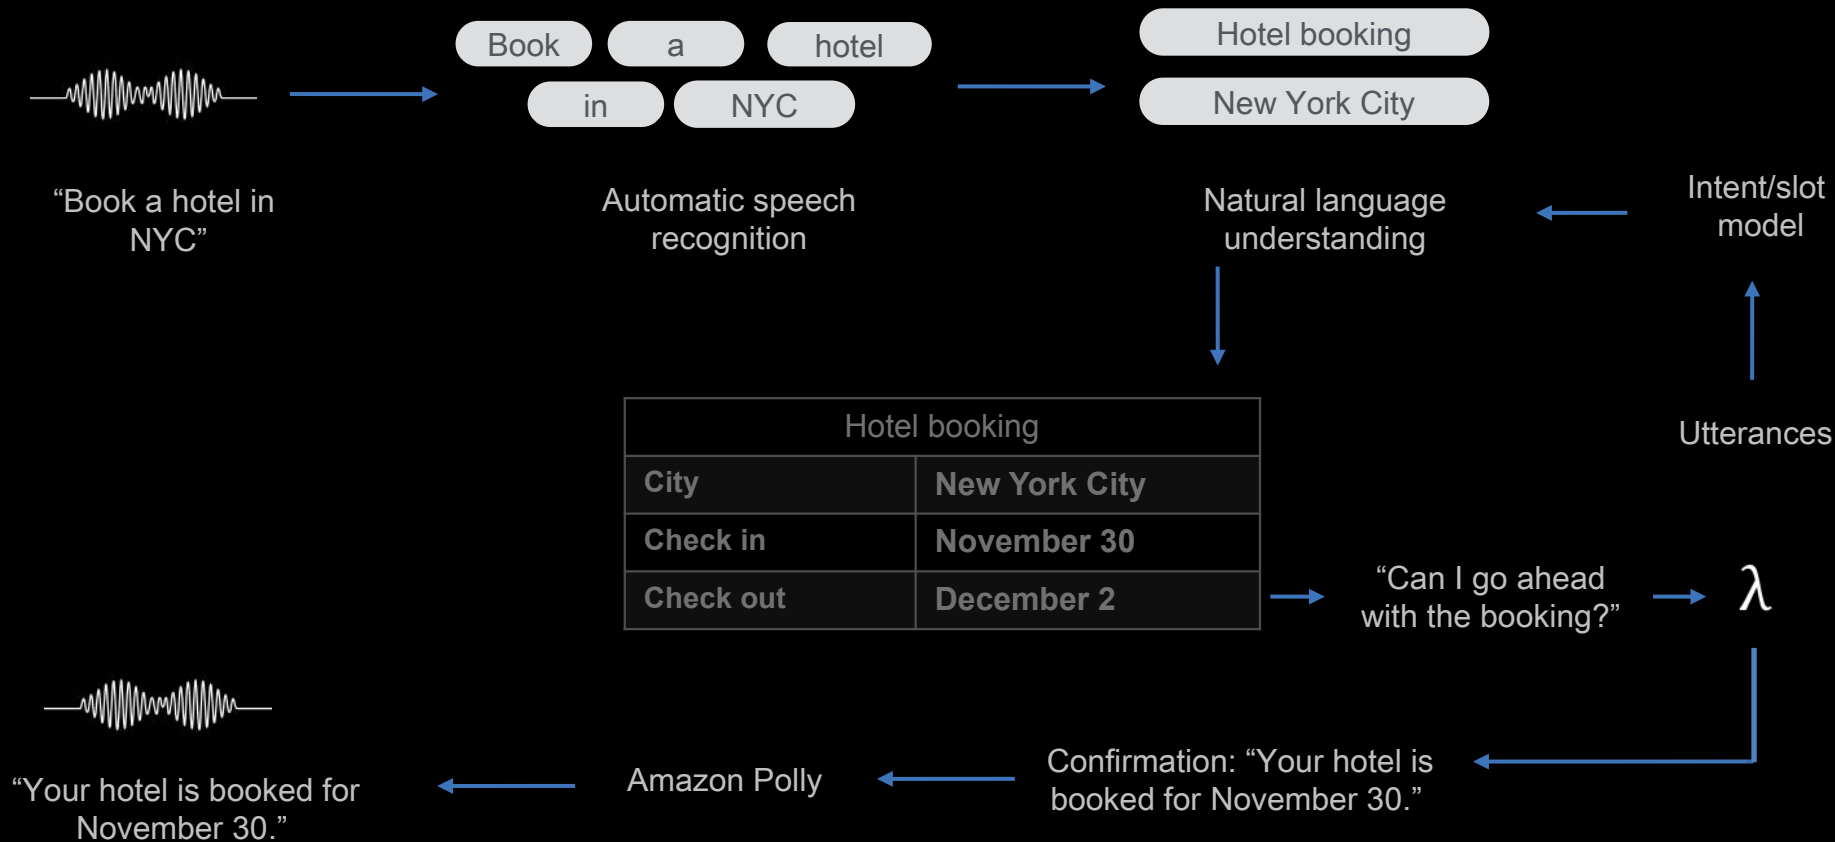 Book a hotel
in NYC
Hotel booking
New York City
“Book a hotel in
NYC”
Automatic speech
recognition
Natural language
understanding
Intent/slot
model
Utterances
Hotel booking
City New York City
Check in November 30
Check out December 2
“Can I go ahead
with the booking?”
λ
Confirmation: “Your hotel is
booked for November 30.”
Amazon Polly
“Your hotel is booked for
November 30.”